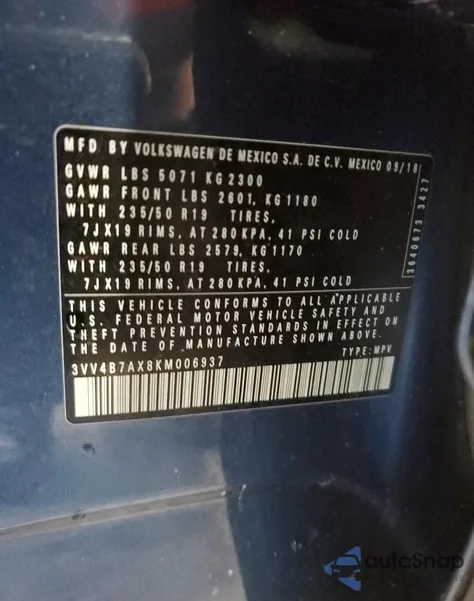 MFD BY VOLKSWAGEN DE MEXICO S.A. DE C.V. MEXICO 09/18
GVWR LBS 5071 KG 2300
GAWR FRONT LBS 2601, KG 1180
WITH 235/50 R19 TIRES,
7JX19 RIMS, AT 280 KPA, 41 PSI COLD
GAWR REAR LBS 2579, KG 1170
WITH 235/50 R19 TIRES,
7JX19 RIMS, AT 280 KPA, 41 PSI COLD
THIS VEHICLE CONFORMS TO ALL APPLICABLE
U.S. FEDERAL MOTOR VEHICLE SAFETY AND
THEFT PREVENTION STANDARDS IN EFFECT ON
THE DATE OF MANUFACTURE SHOWN ABOVE.
3VV4B7AX8KM006937 TYPE: MPV
3640673 3427
autoSnap